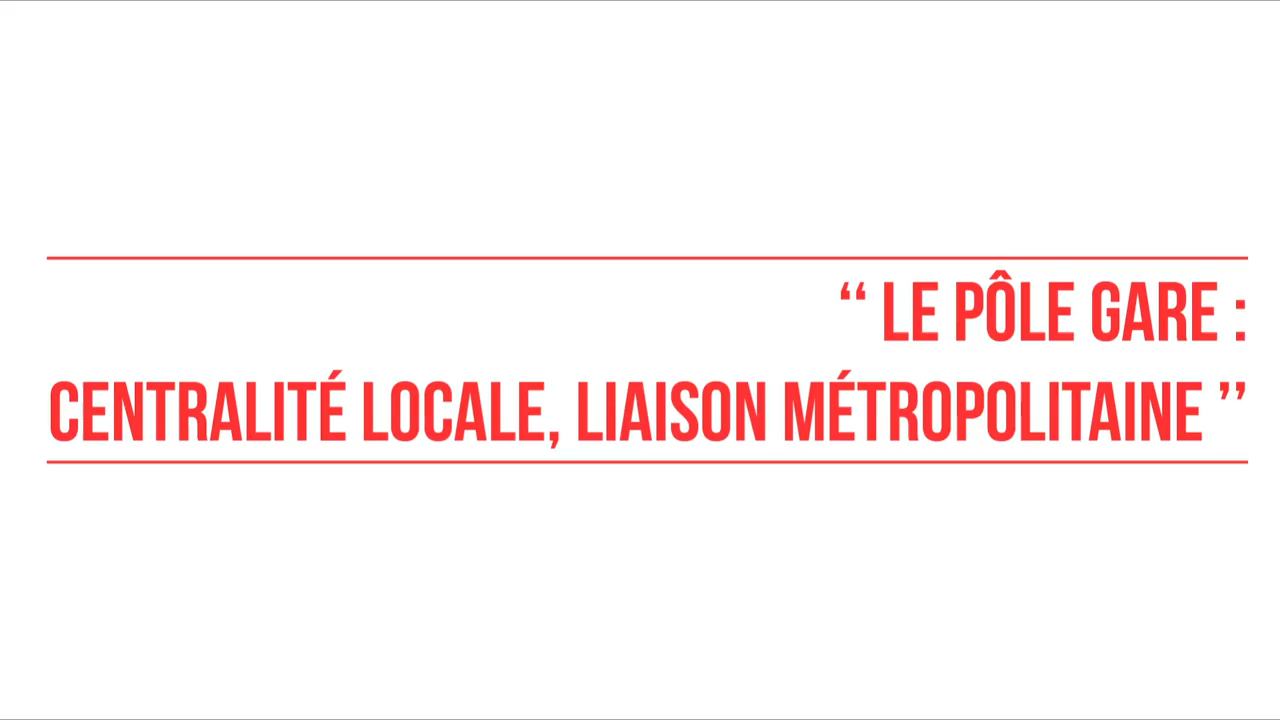 ‘‘ LE PÔLE GARE :
CENTRALITÉ LOCALE, LIAISON MÉTROPOLITAINE ’’